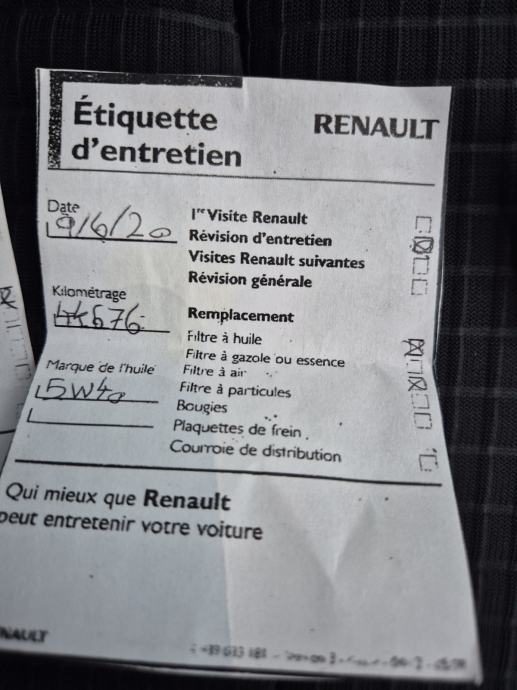 Étiquette
d'entretien
RENAULT
Date
9/6/20
Kilométrage
Marque de l'huile
5W40
1re Visite Renault
Révision d'entretien
Visites Renault suivantes
Révision générale
Remplacement
Filtre à huile
Filtre à gazole ou essence
Filtre à air
Filtre à particules
Bougies
Plaquettes de frein
Courroie de distribution
Qui mieux que Renault
peut entretenir votre voiture
NAULT